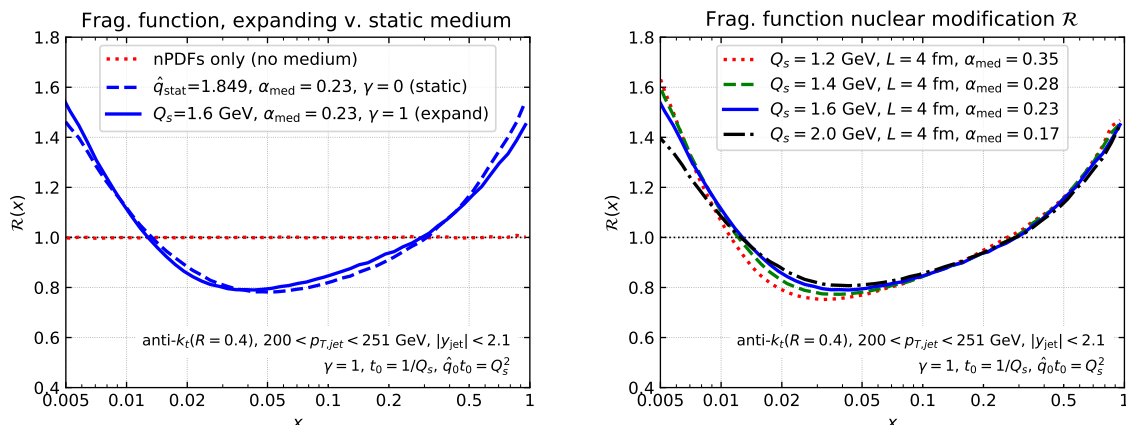 Frag. function, expanding v. static medium
1.8
1.6
1.4
1.2
1.0
0.8
0.6
0.4
ℛ(x)
nPDFs only (no medium)
q̂stat=1.849, αmed = 0.23, γ=0 (static)
Qs=1.6 GeV, αmed = 0.23, γ=1 (expand)
anti-kt(R = 0.4), 200 < pT,jet < 251 GeV, |yjet| < 2.1
γ = 1, t0 = 1/Qs, q̂0t0 = Qs²
0.005 0.01 0.02 0.05 0.1 0.2 0.5 1
x
Frag. function nuclear modification ℛ
1.8
1.6
1.4
1.2
1.0
0.8
0.6
0.4
ℛ(x)
Qs = 1.2 GeV, L = 4 fm, αmed = 0.35
Qs = 1.4 GeV, L = 4 fm, αmed = 0.28
Qs = 1.6 GeV, L = 4 fm, αmed = 0.23
Qs = 2.0 GeV, L = 4 fm, αmed = 0.17
anti-kt(R = 0.4), 200 < pT,jet < 251 GeV, |yjet| < 2.1
γ = 1, t0 = 1/Qs, q̂0t0 = Qs²
0.005 0.01 0.02 0.05 0.1 0.2 0.5 1
x